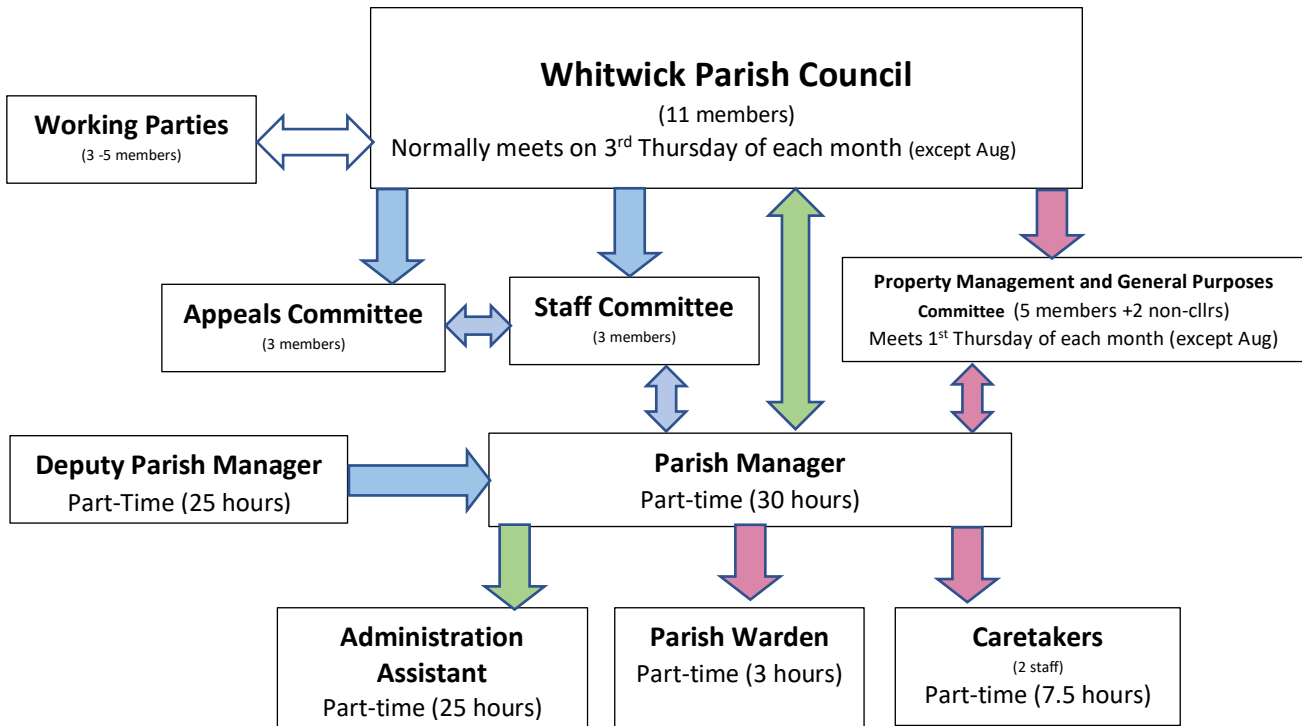 Whitwick Parish Council
(11 members)
Normally meets on 3rd Thursday of each month (except Aug)
Working Parties
(3 -5 members)
Appeals Committee
(3 members)
Staff Committee
(3 members)
Property Management and General Purposes
Committee (5 members +2 non-cllrs)
Meets 1st Thursday of each month (except Aug)
Deputy Parish Manager
Part-Time (25 hours)
Parish Manager
Part-time (30 hours)
Administration
Assistant
Part-time (25 hours)
Parish Warden
Part-time (3 hours)
Caretakers
(2 staff)
Part-time (7.5 hours)